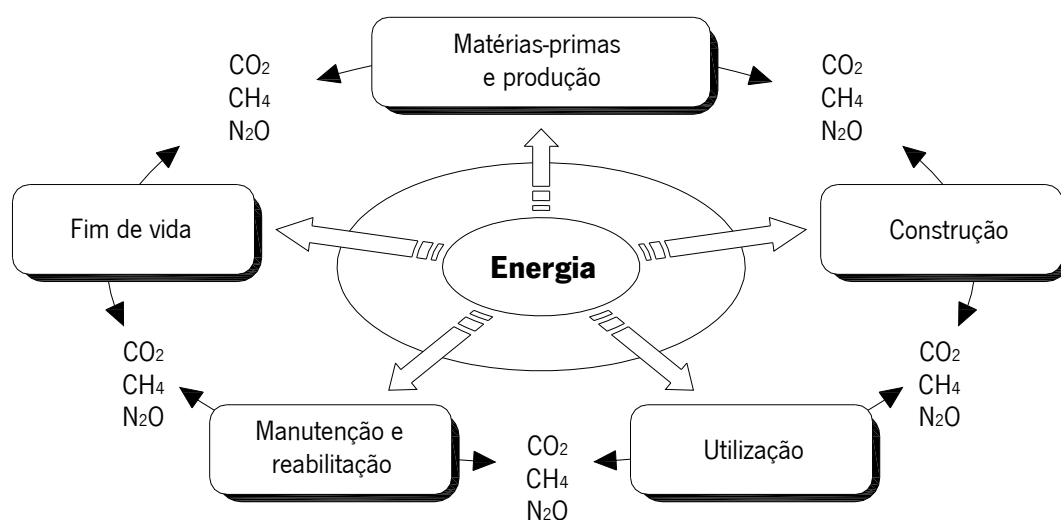 Matérias-primas
e produção
CO2
CH4
N2O
CO2
CH4
N2O
Fim de vida
Energia
Construção
CO2
CH4
N2O
CO2
CH4
N2O
Manutenção e
reabilitação
CO2
CH4
N2O
Utilização